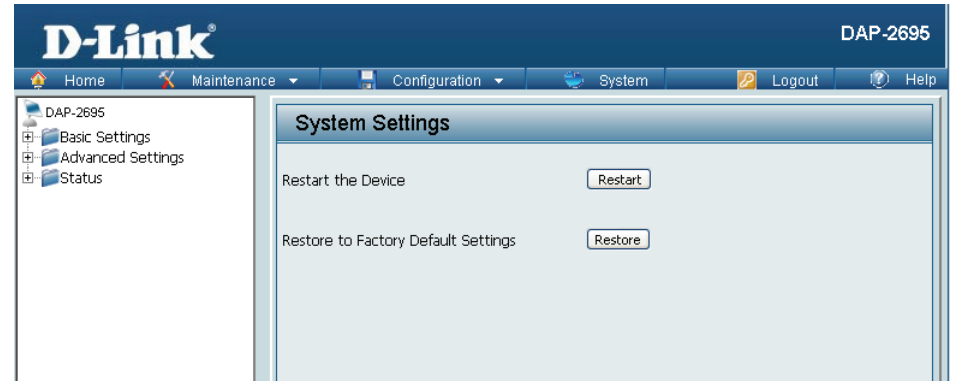 D-Link®
DAP-2695
Home Maintenance Configuration System Logout Help
DAP-2695
Basic Settings
Advanced Settings
Status
System Settings
Restart the Device Restart
Restore to Factory Default Settings Restore